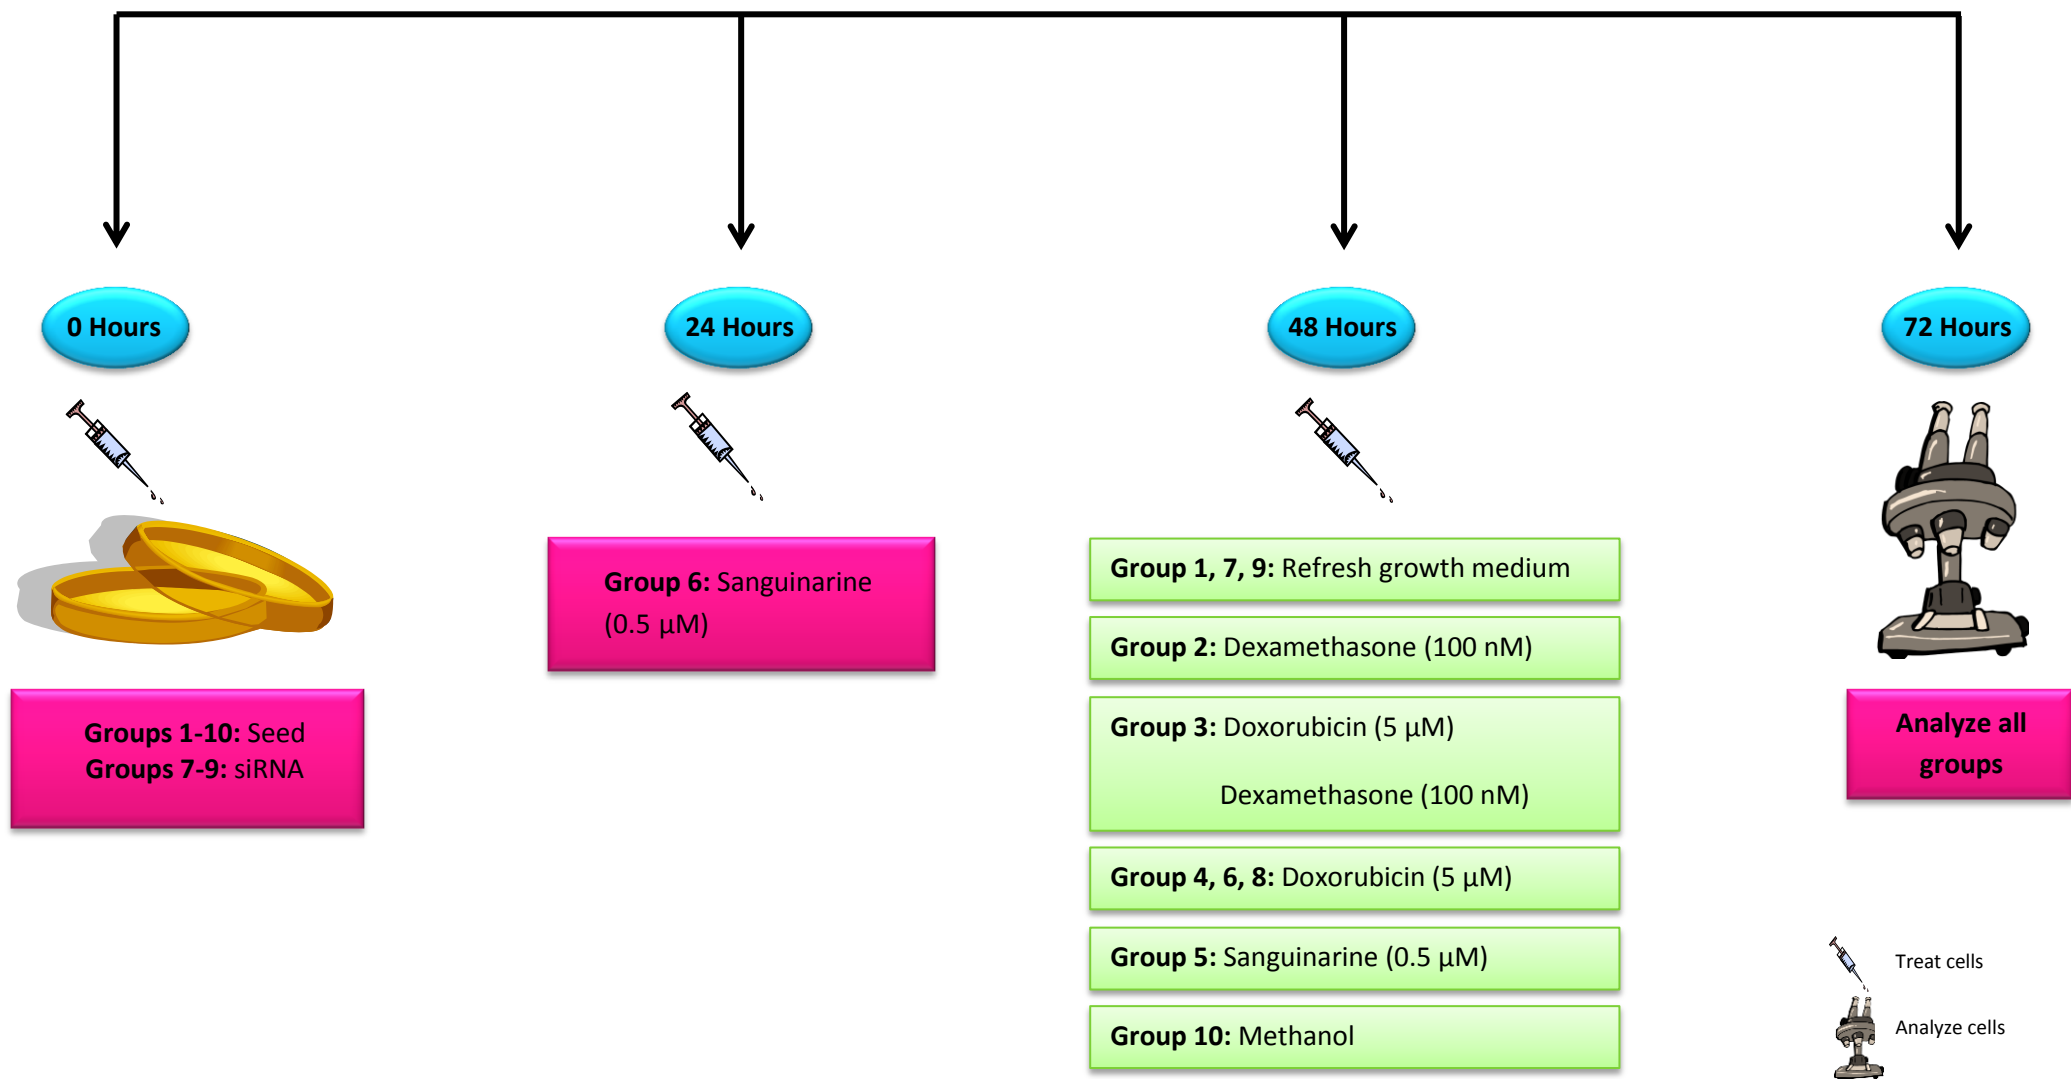 0 Hours
24 Hours
48 Hours
72 Hours
Groups 1-10: Seed
Groups 7-9: siRNA
Group 6: Sanguinarine
(0.5 µM)
Group 1, 7, 9: Refresh growth medium
Group 2: Dexamethasone (100 nM)
Group 3: Doxorubicin (5 µM)
Dexamethasone (100 nM)
Group 4, 6, 8: Doxorubicin (5 µM)
Group 5: Sanguinarine (0.5 µM)
Group 10: Methanol
Analyze all
groups
Treat cells
Analyze cells